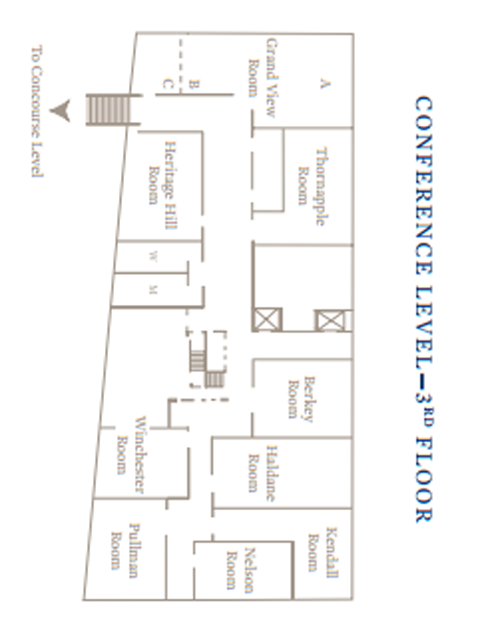 CONFERENCE LEVEL—3RD FLOOR
A
Grand View
Room
B
C
Thornapple
Room
Heritage Hill
Room
W
M
Berkey
Room
Haldane
Room
Winchester
Room
Kendall
Room
Nelson
Room
Pullman
Room
To Concourse Level